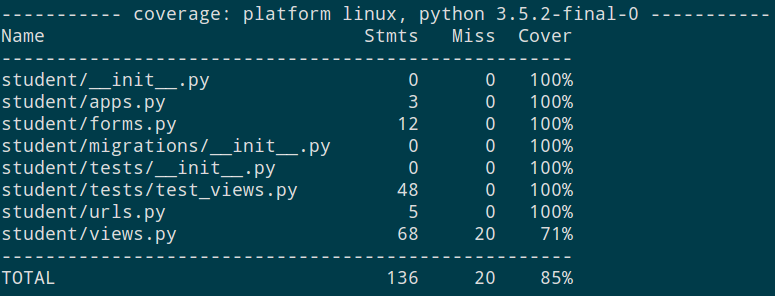 ----------- coverage: platform linux, python 3.5.2-final-0 -----------
Name                                Stmts   Miss  Cover
-------------------------------------------------------
student/__init__.py                     0      0   100%
student/apps.py                         3      0   100%
student/forms.py                       12      0   100%
student/migrations/__init__.py          0      0   100%
student/tests/__init__.py               0      0   100%
student/tests/test_views.py            48      0   100%
student/urls.py                         5      0   100%
student/views.py                       68     20    71%
-------------------------------------------------------
TOTAL                                 136     20    85%